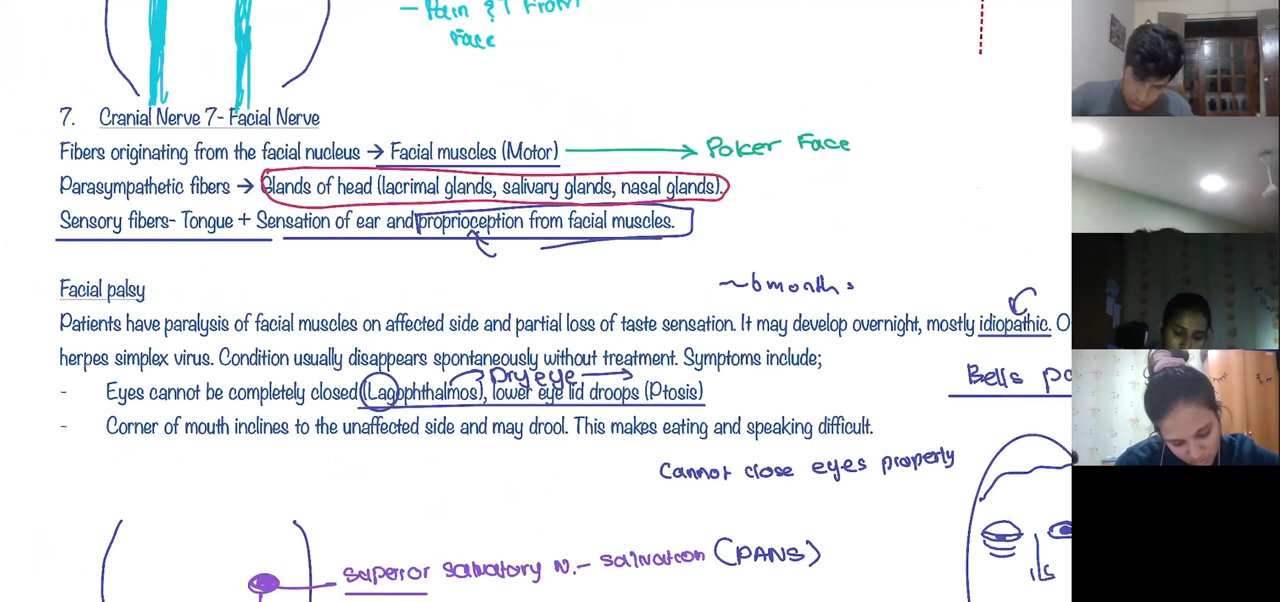 - Pain & T From
Face
7. Cranial Nerve 7- Facial Nerve
Fibers originating from the facial nucleus → Facial muscles (Motor) → Poker Face
Parasympathetic fibers → Glands of head (lacrimal glands, salivary glands, nasal glands).
Sensory fibers- Tongue + Sensation of ear and proprioception from facial muscles.
~6 months
Facial palsy
Patients have paralysis of facial muscles on affected side and partial loss of taste sensation. It may develop overnight, mostly idiopathic. O
herpes simplex virus. Condition usually disappears spontaneously without treatment. Symptoms include;
Dry eye →
Bells pa
- Eyes cannot be completely closed (Lagophthalmos), lower eye lid droops (Ptosis)
- Corner of mouth inclines to the unaffected side and may drool. This makes eating and speaking difficult.
Cannot close eyes properly
Superior salvatory N. - salvation (PANS)